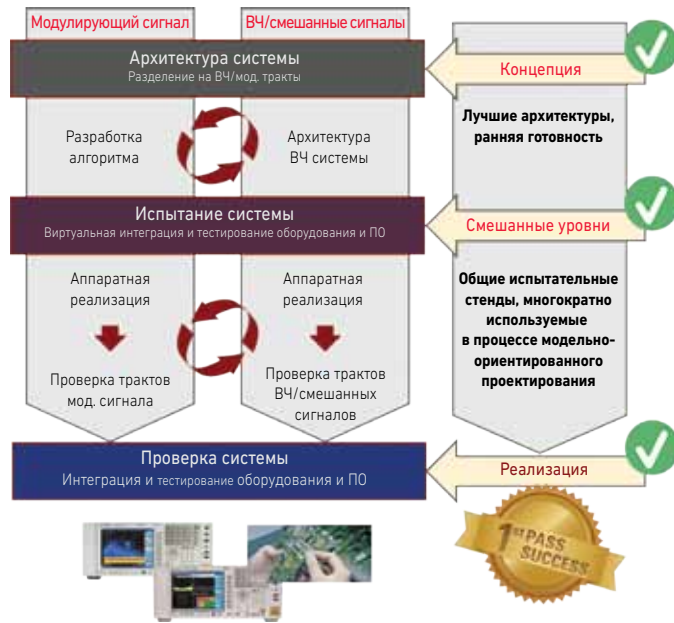 Модулирующий сигнал
ВЧ/смешанные сигналы
Архитектура системы
Разделение на ВЧ/мод. тракты
Концепция
Разработка
алгоритма
Архитектура
ВЧ системы
Лучшие архитектуры,
ранняя готовность
Испытание системы
Виртуальная интеграция и тестирование оборудования и ПО
Смешанные уровни
Аппаратная
реализация
Аппаратная
реализация
Общие испытательные
стенды, многократно
используемые
в процессе модельно-
ориентированного
проектирования
Проверка трактов
мод. сигнала
Проверка трактов
ВЧ/смешанных
сигналов
Проверка системы
Интеграция и тестирование оборудования и ПО
Реализация
1ST PASS
SUCCESS